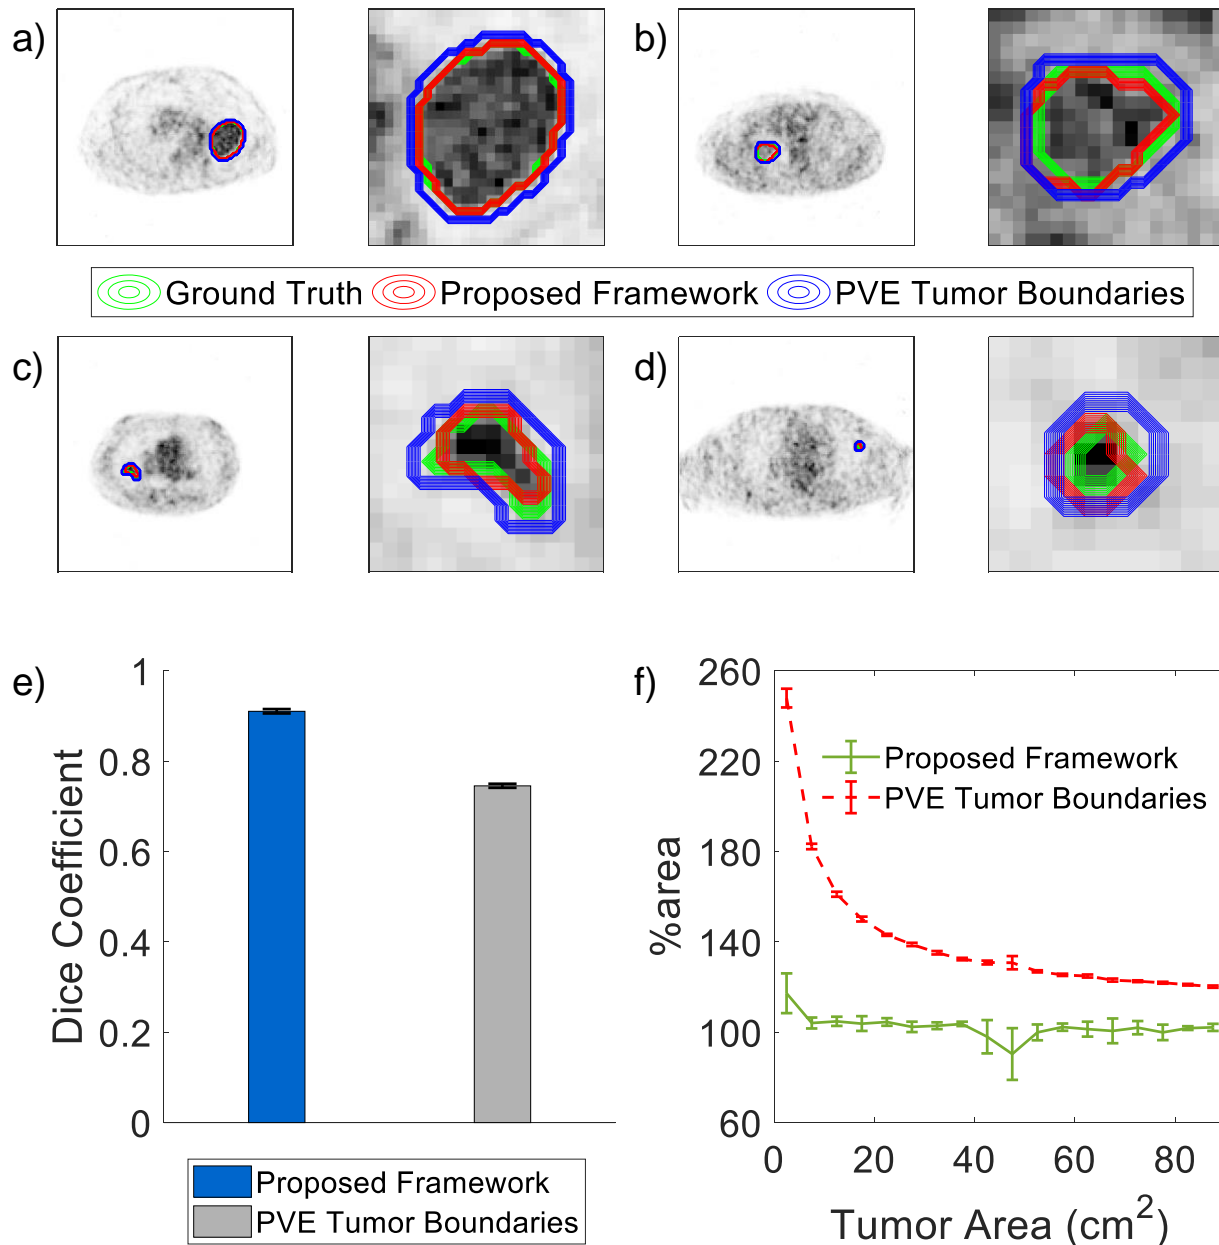 a)
b)
Ground Truth Proposed Framework PVE Tumor Boundaries
c)
d)
e)
1
0.8
0.6
0.4
0.2
0
Dice Coefficient
Proposed Framework
PVE Tumor Boundaries
f)
260
220
180
140
100
60
%area
Proposed Framework
PVE Tumor Boundaries
0 20 40 60 80
Tumor Area (cm²)